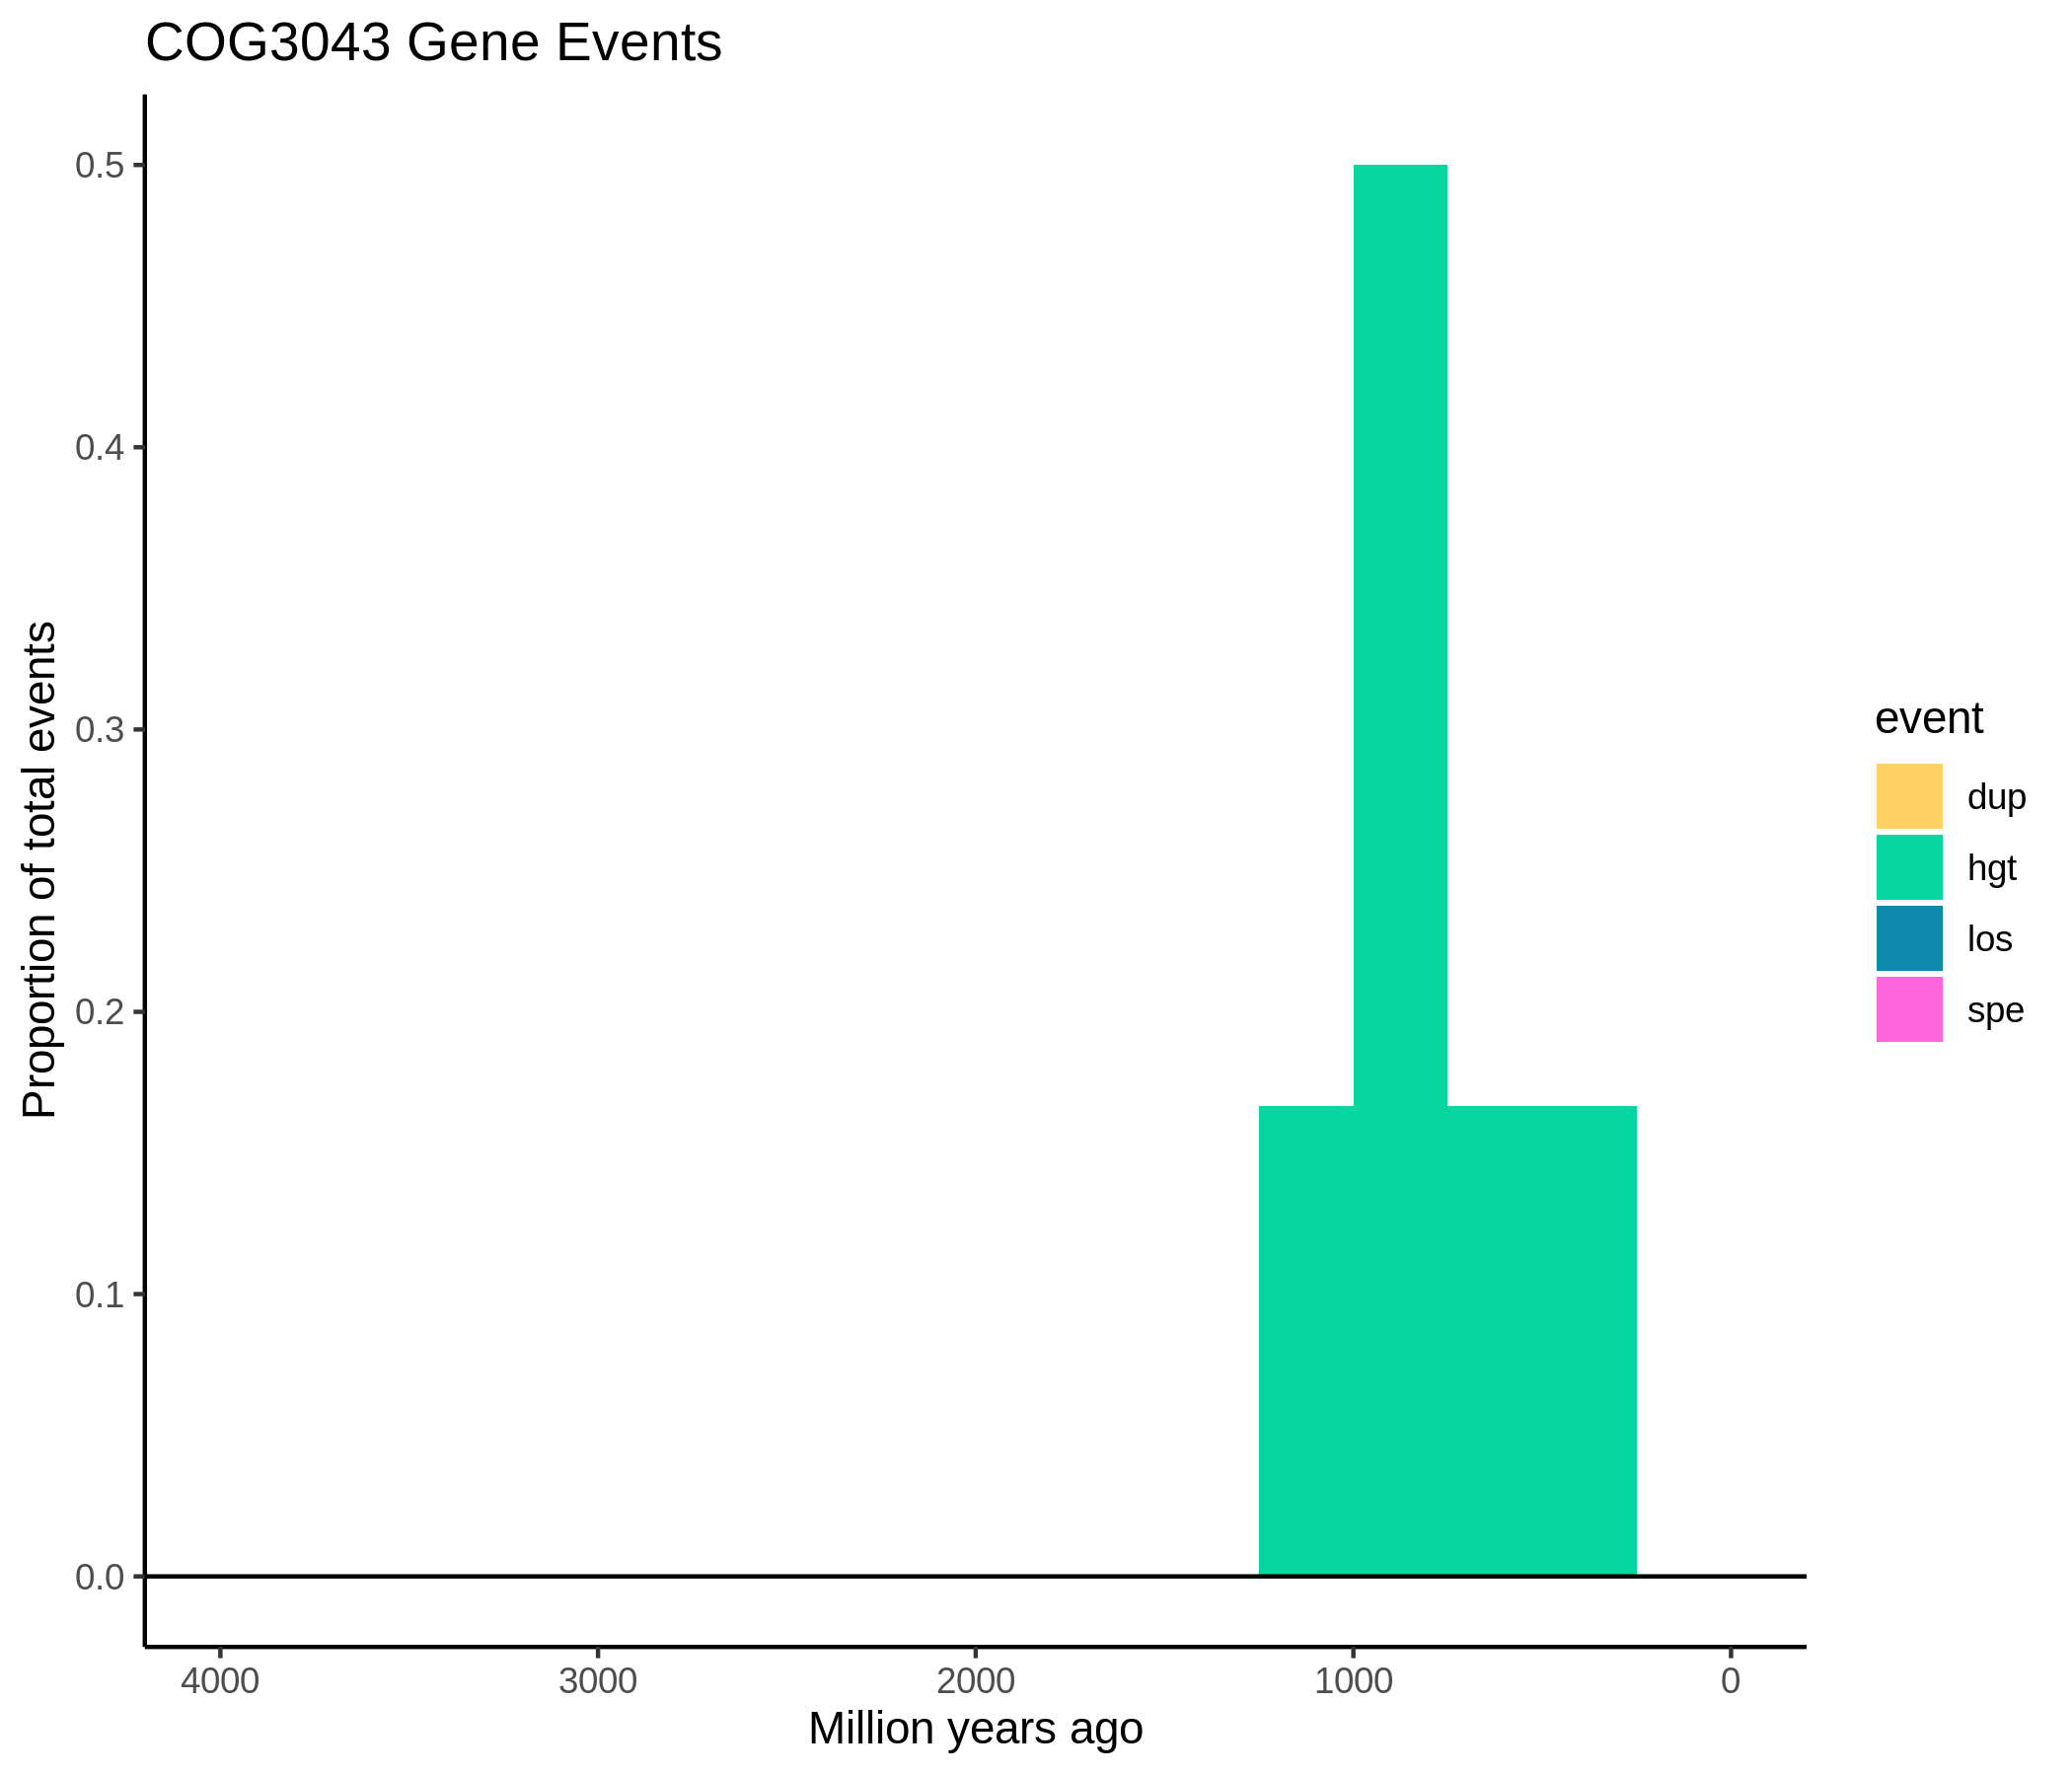 COG3043 Gene Events
Proportion of total events
0.5
0.4
0.3
0.2
0.1
0.0
4000 3000 2000 1000 0
Million years ago
event
dup
hgt
los
spe